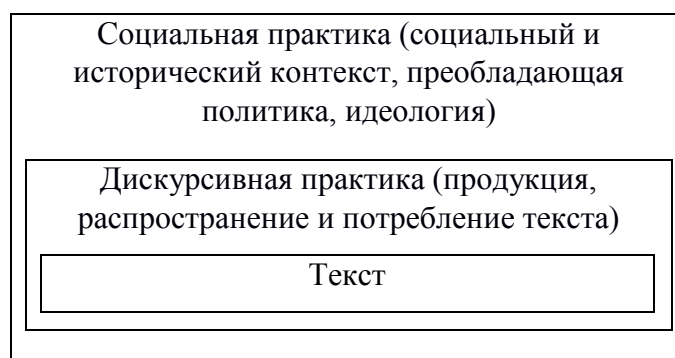 Социальная практика (социальный и
исторический контекст, преобладающая
политика, идеология)
Дискурсивная практика (продукция,
распространение и потребление текста)
Текст